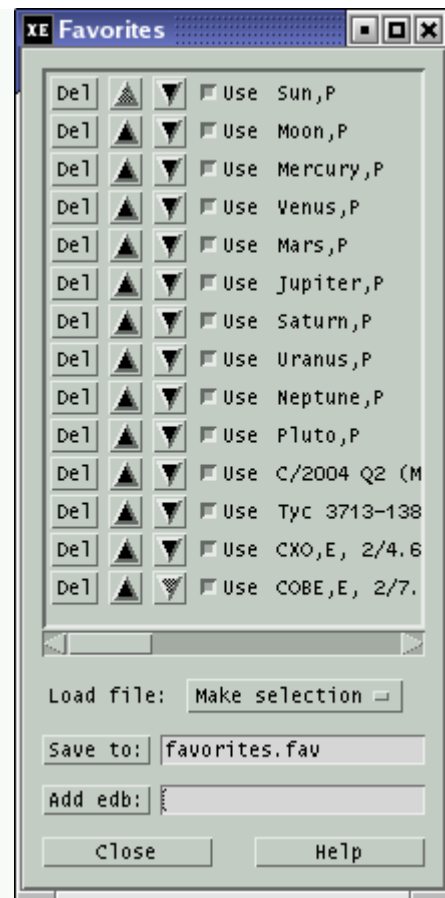 XE Favorites
Del Use Sun,P
Del Use Moon,P
Del Use Mercury,P
Del Use Venus,P
Del Use Mars,P
Del Use Jupiter,P
Del Use Saturn,P
Del Use Uranus,P
Del Use Neptune,P
Del Use Pluto,P
Del Use C/2004 Q2 (M
Del Use Tyc 3713-138
Del Use CXO,E, 2/4.6
Del Use COBE,E, 2/7.
Load file: Make selection
Save to: favorites.fav
Add edb:
Close Help